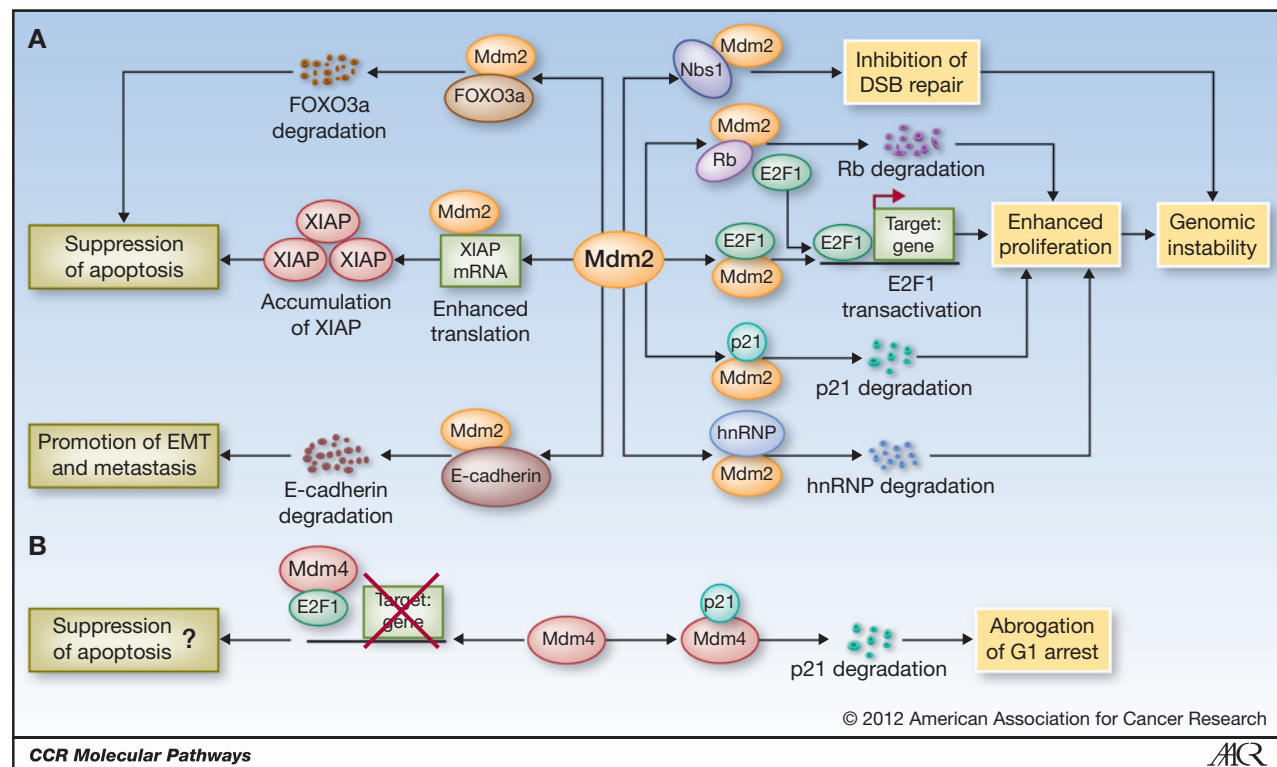 A
Mdm2
FOXO3a
FOXO3a
degradation
Suppression
of apoptosis
XIAP
XIAP
XIAP
Accumulation
of XIAP
Mdm2
XIAP
mRNA
Enhanced
translation
Mdm2
Promotion of EMT
and metastasis
E-cadherin
degradation
Mdm2
E-cadherin
Mdm2
Nbs1
Inhibition of
DSB repair
Mdm2
Rb
E2F1
Rb degradation
E2F1
Mdm2
E2F1
Target:
gene
E2F1
transactivation
Enhanced
proliferation
Genomic
instability
p21
Mdm2
p21 degradation
hnRNP
Mdm2
hnRNP degradation
B
Suppression
of apoptosis
?
Mdm4
E2F1
Target:
gene
Mdm4
p21
Mdm4
p21 degradation
Abrogation
of G1 arrest
© 2012 American Association for Cancer Research
CCR Molecular Pathways
AACR